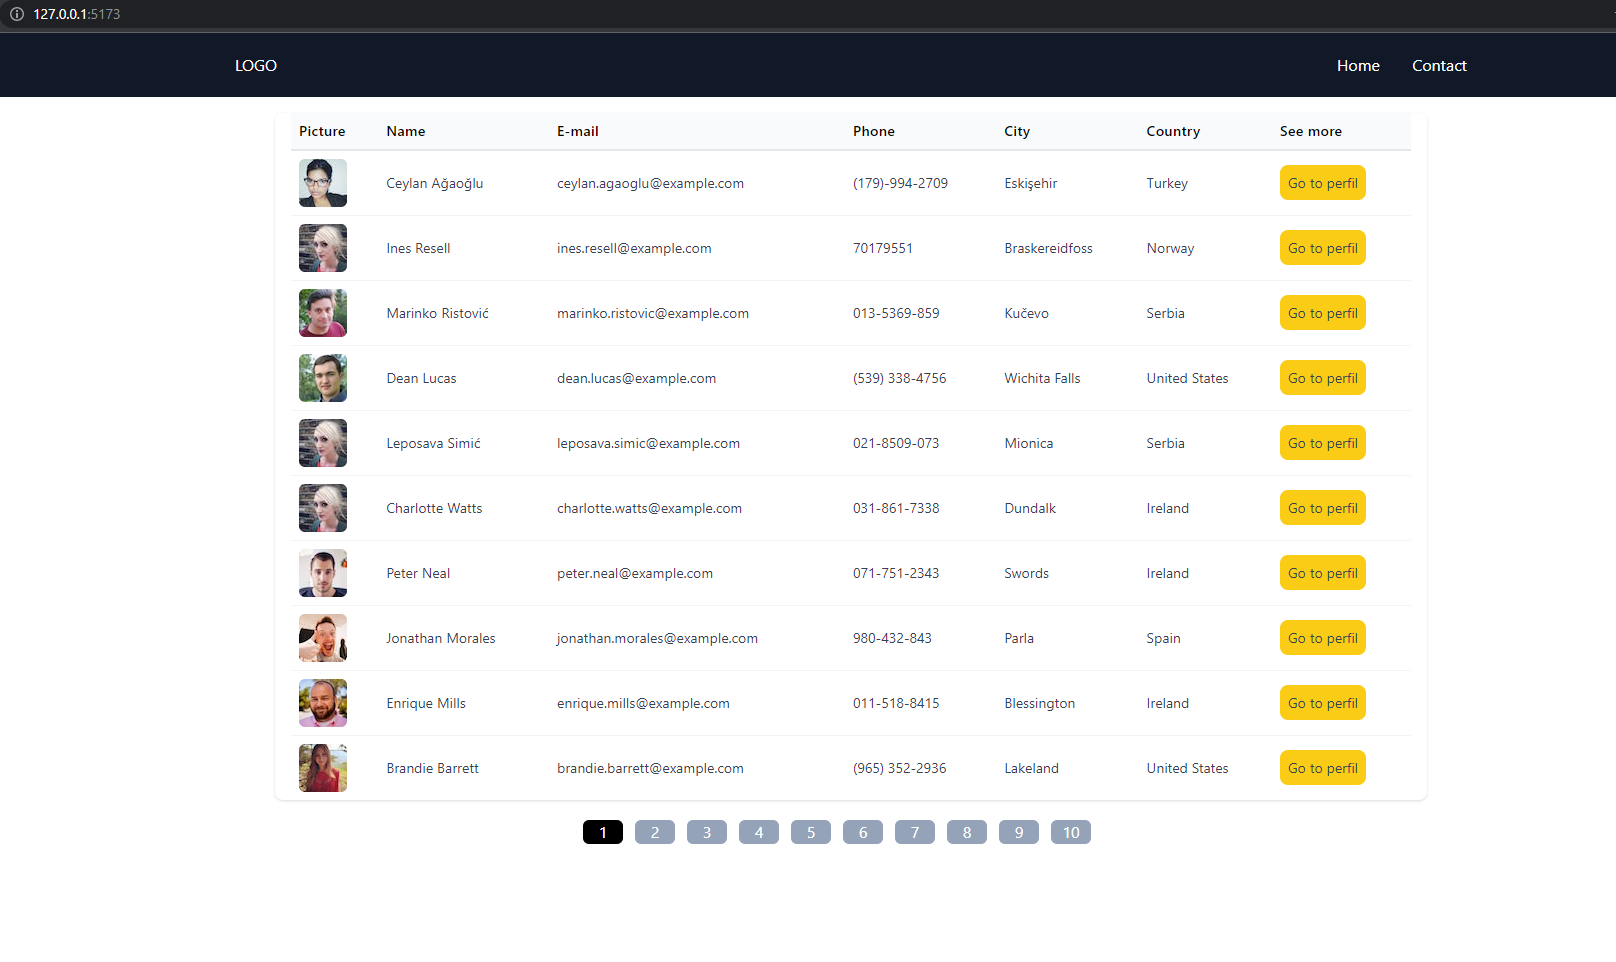 127.0.0.1:5173
LOGO Home Contact
Picture Name E-mail Phone City Country See more
Ceylan Ağaoğlu ceylan.agaoglu@example.com (179)-994-2709 Eskişehir Turkey Go to perfil
Ines Resell ines.resell@example.com 70179551 Braskereidfoss Norway Go to perfil
Marinko Ristović marinko.ristovic@example.com 013-5369-859 Kučevo Serbia Go to perfil
Dean Lucas dean.lucas@example.com (539) 338-4756 Wichita Falls United States Go to perfil
Leposava Simić leposava.simic@example.com 021-8509-073 Mionica Serbia Go to perfil
Charlotte Watts charlotte.watts@example.com 031-861-7338 Dundalk Ireland Go to perfil
Peter Neal peter.neal@example.com 071-751-2343 Swords Ireland Go to perfil
Jonathan Morales jonathan.morales@example.com 980-432-843 Parla Spain Go to perfil
Enrique Mills enrique.mills@example.com 011-518-8415 Blessington Ireland Go to perfil
Brandie Barrett brandie.barrett@example.com (965) 352-2936 Lakeland United States Go to perfil
1 2 3 4 5 6 7 8 9 10